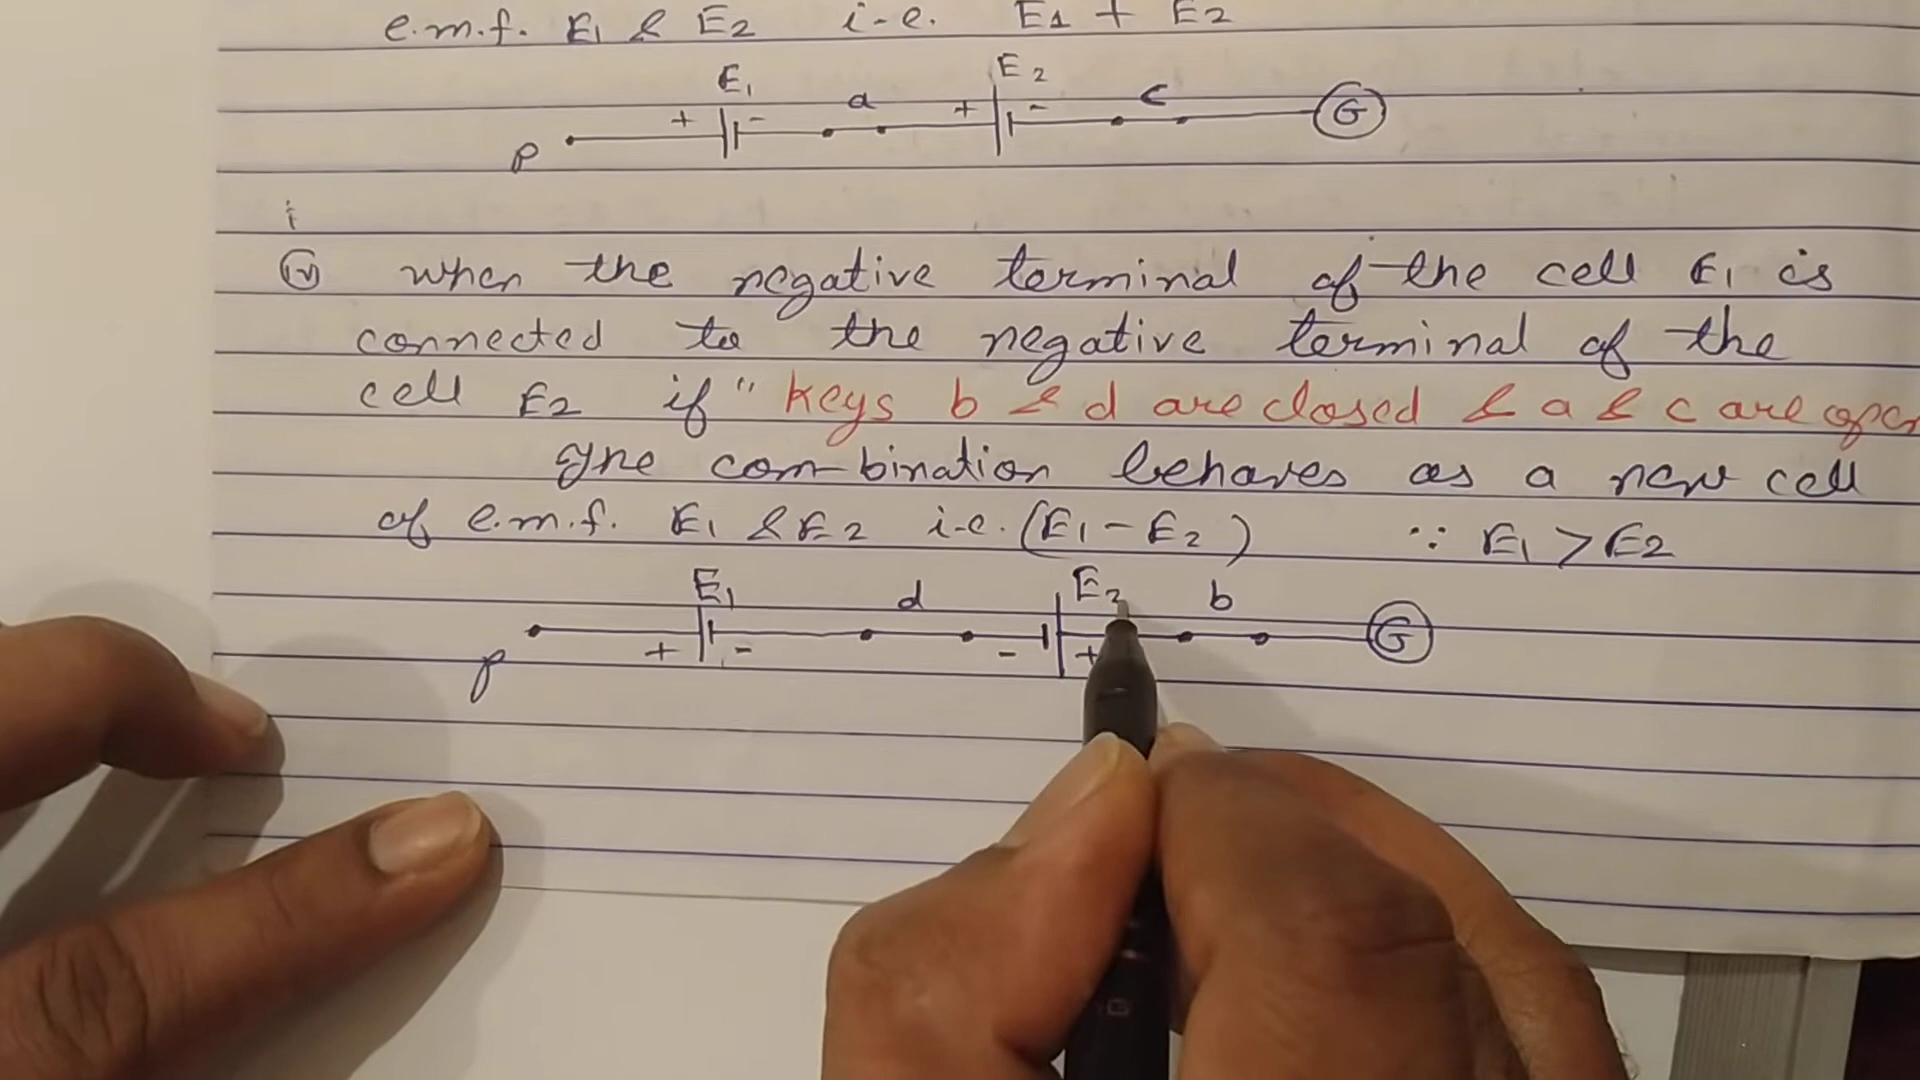 e.m.f. E1 & E2 i-e. E1 + E2
E1 E2
a c
+ - + - G
P
i
(iv) when the negative terminal of the cell E1 is
connected to the negative terminal of the
cell E2 if " keys b & d are closed & a & c are open
The combination behaves as a new cell
of e.m.f. E1 & E2 i-e. (E1 - E2) ∵ E1 > E2
E1 d E2 b
+ - - + G
P